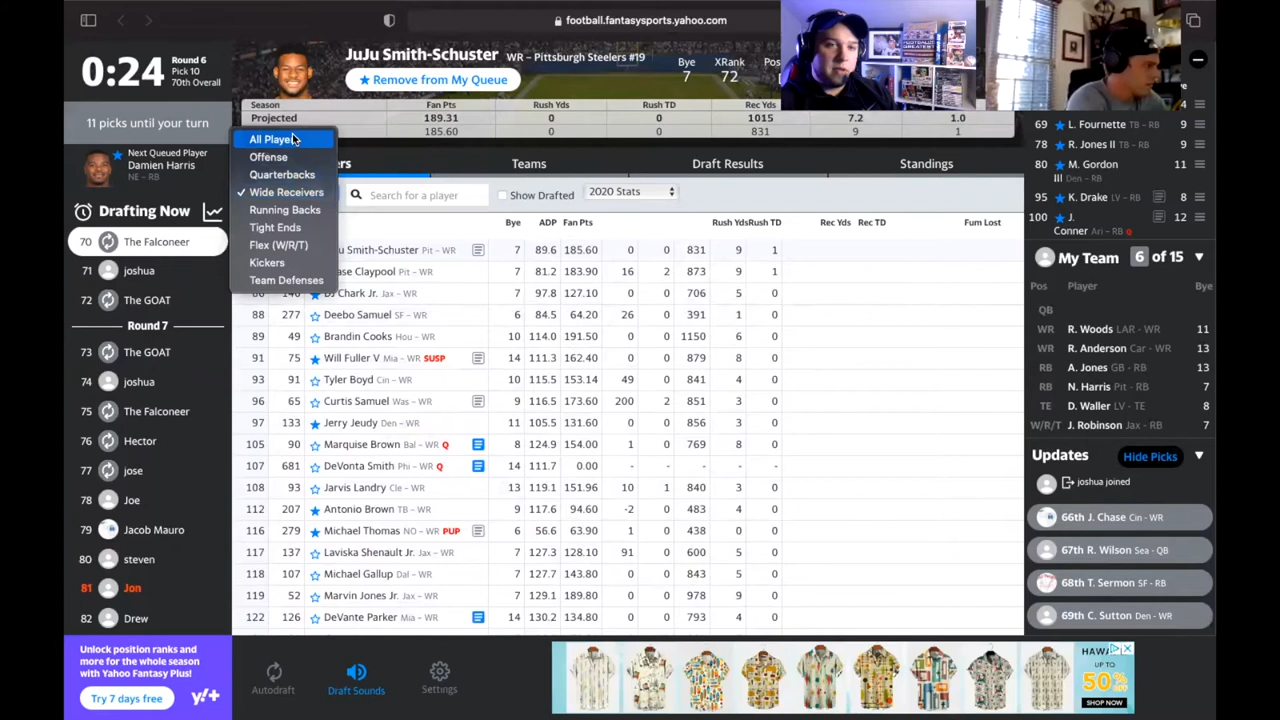 football.fantasysports.yahoo.com
0:24
Round 6
Pick 10
70th Overall
JuJu Smith-Schuster WR – Pittsburgh Steelers #19
★ Remove from My Queue
Bye
7
XRank
72
Pos
11 picks until your turn
Season Fan Pts Rush Yds Rush TD Rec Yds
Projected 189.31 0 0 1015 7.2 1.0
185.60 0 0 831 9 1
Next Queued Player
Damien Harris
NE – RB
Drafting Now
70 The Falconeer
71 joshua
72 The GOAT
Round 7
73 The GOAT
74 joshua
75 The Falconeer
76 Hector
77 jose
78 Joe
79 Jacob Mauro
80 steven
81 Jon
82 Drew
All Players
Offense
Quarterbacks
✓ Wide Receivers
Running Backs
Tight Ends
Flex (W/R/T)
Kickers
Team Defenses
Teams
Draft Results
Standings
Search for a player
Show Drafted
2020 Stats
Bye ADP Fan Pts Rush Yds Rush TD Rec Yds Rec TD Fum Lost
Smith-Schuster Pit – WR 7 89.6 185.60 0 0 831 9 1
Claypool Pit – WR 7 81.2 183.90 16 2 873 9 1
DJ Chark Jr. Jax – WR 7 97.8 127.10 0 0 706 5 0
88 277 Deebo Samuel SF – WR 6 84.5 64.20 26 0 391 1 0
89 49 Brandin Cooks Hou – WR 10 114.0 191.50 0 0 1150 6 0
91 75 Will Fuller V Mia – WR SUSP 14 111.3 162.40 0 0 879 8 0
93 91 Tyler Boyd Cin – WR 10 115.5 153.14 49 0 841 4 0
96 65 Curtis Samuel Was – WR 9 116.5 173.60 200 2 851 3 0
97 133 Jerry Jeudy Den – WR 11 105.5 131.60 0 0 856 3 0
105 90 Marquise Brown Bal – WR Q 8 124.9 154.00 1 0 769 8 0
107 681 DeVonta Smith Phi – WR Q 14 111.7 0.00 - - - - -
108 93 Jarvis Landry Cle – WR 13 119.1 151.96 10 1 840 3 0
112 207 Antonio Brown TB – WR 9 117.6 94.60 -2 0 483 4 0
116 279 Michael Thomas NO – WR PUP 6 56.6 63.90 1 0 438 0 0
117 137 Laviska Shenault Jr. Jax – WR 7 127.3 128.10 91 0 600 5 0
118 107 Michael Gallup Dal – WR 7 127.7 143.80 0 0 843 5 0
119 52 Marvin Jones Jr. Jax – WR 7 129.1 189.80 0 0 978 9 0
122 126 DeVante Parker Mia – WR 14 130.2 134.80 0 0 793 4 0
69 L. Fournette TB – RB 9
78 R. Jones II TB – RB 9
80 M. Gordon 11
III Den – RB
95 K. Drake LV – RB 8
100 J. 12
Conner Ari – RB Q
My Team 6 of 15
Pos Player Bye
QB
WR R. Woods LAR – WR 11
WR R. Anderson Car – WR 13
RB A. Jones GB – RB 13
RB N. Harris Pit – RB 7
TE D. Waller LV – TE 8
W/R/T J. Robinson Jax – RB 7
Updates
Hide Picks
joshua joined
66th J. Chase Cin – WR
67th R. Wilson Sea – QB
68th T. Sermon SF – RB
69th C. Sutton Den – WR
Unlock position ranks and
more for the whole season
with Yahoo Fantasy Plus!
Try 7 days free
y!+
Autodraft
Draft Sounds
Settings
UP TO
50%
SHOP NOW